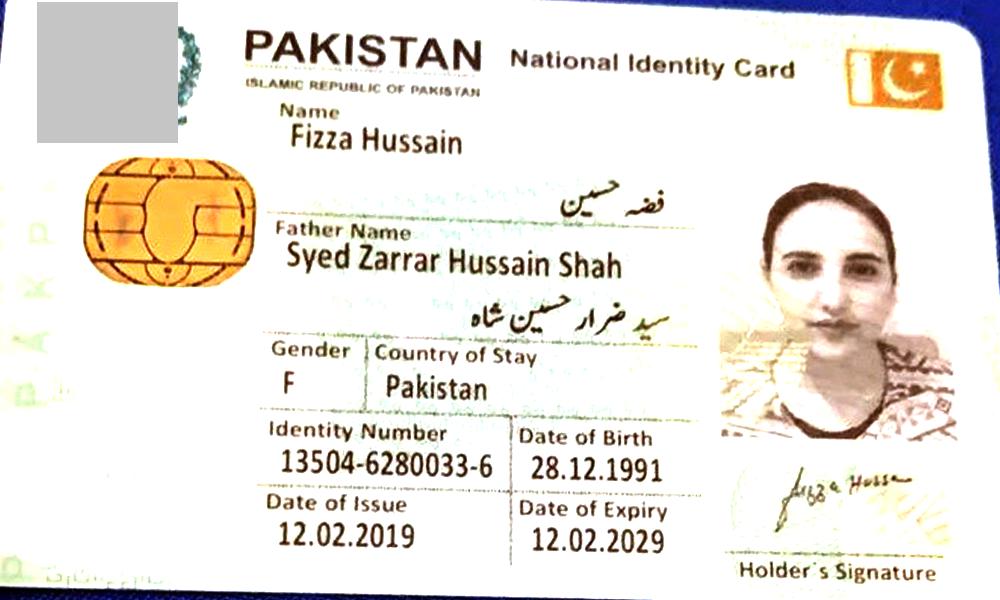 PAKISTAN National Identity Card
ISLAMIC REPUBLIC OF PAKISTAN
Name
Fizza Hussain
فضہ حسین
Father Name
Syed Zarrar Hussain Shah
سید ضرار حسین شاہ
Gender Country of Stay
F Pakistan
Identity Number Date of Birth
13504-6280033-6 28.12.1991
Date of Issue Date of Expiry
12.02.2019 12.02.2029
Holder's Signature